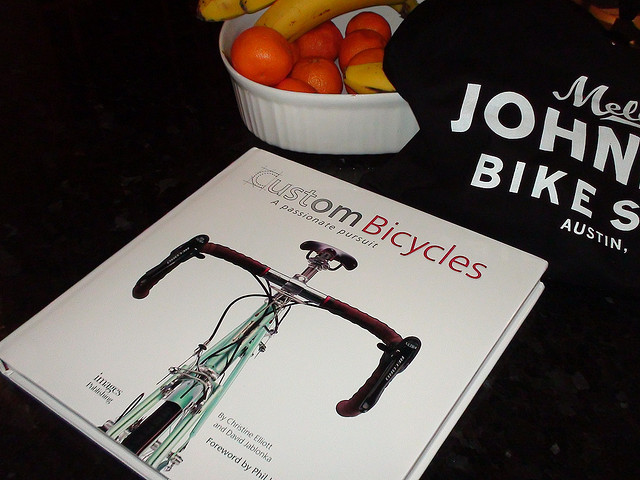 Custom Bicycles
A passionate pursuit
images
Publishing
By Christine Elliott
and David Jablonka
Foreword by Phil
Mell
JOHN
BIKE S
AUSTIN,